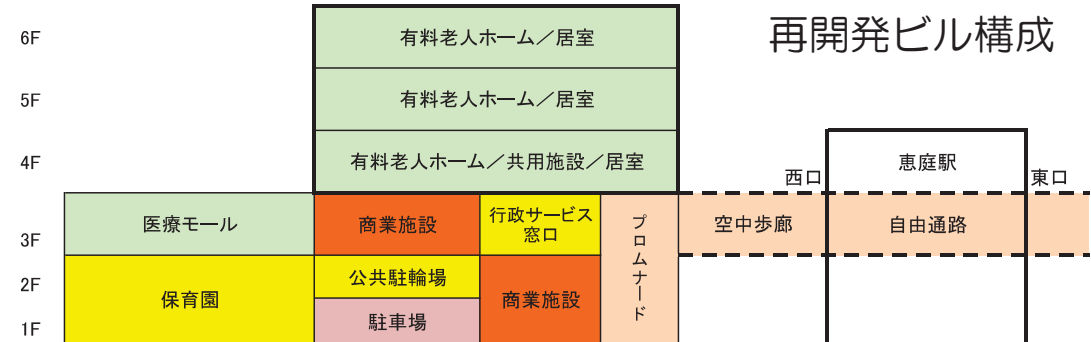 再開発ビル構成
6F
有料老人ホーム／居室
5F
有料老人ホーム／居室
4F
有料老人ホーム／共用施設／居室
西口
恵庭駅
東口
3F
医療モール
商業施設
行政サービス
窓口
プロムナード
空中歩廊
自由通路
2F
保育園
公共駐輪場
商業施設
1F
駐車場